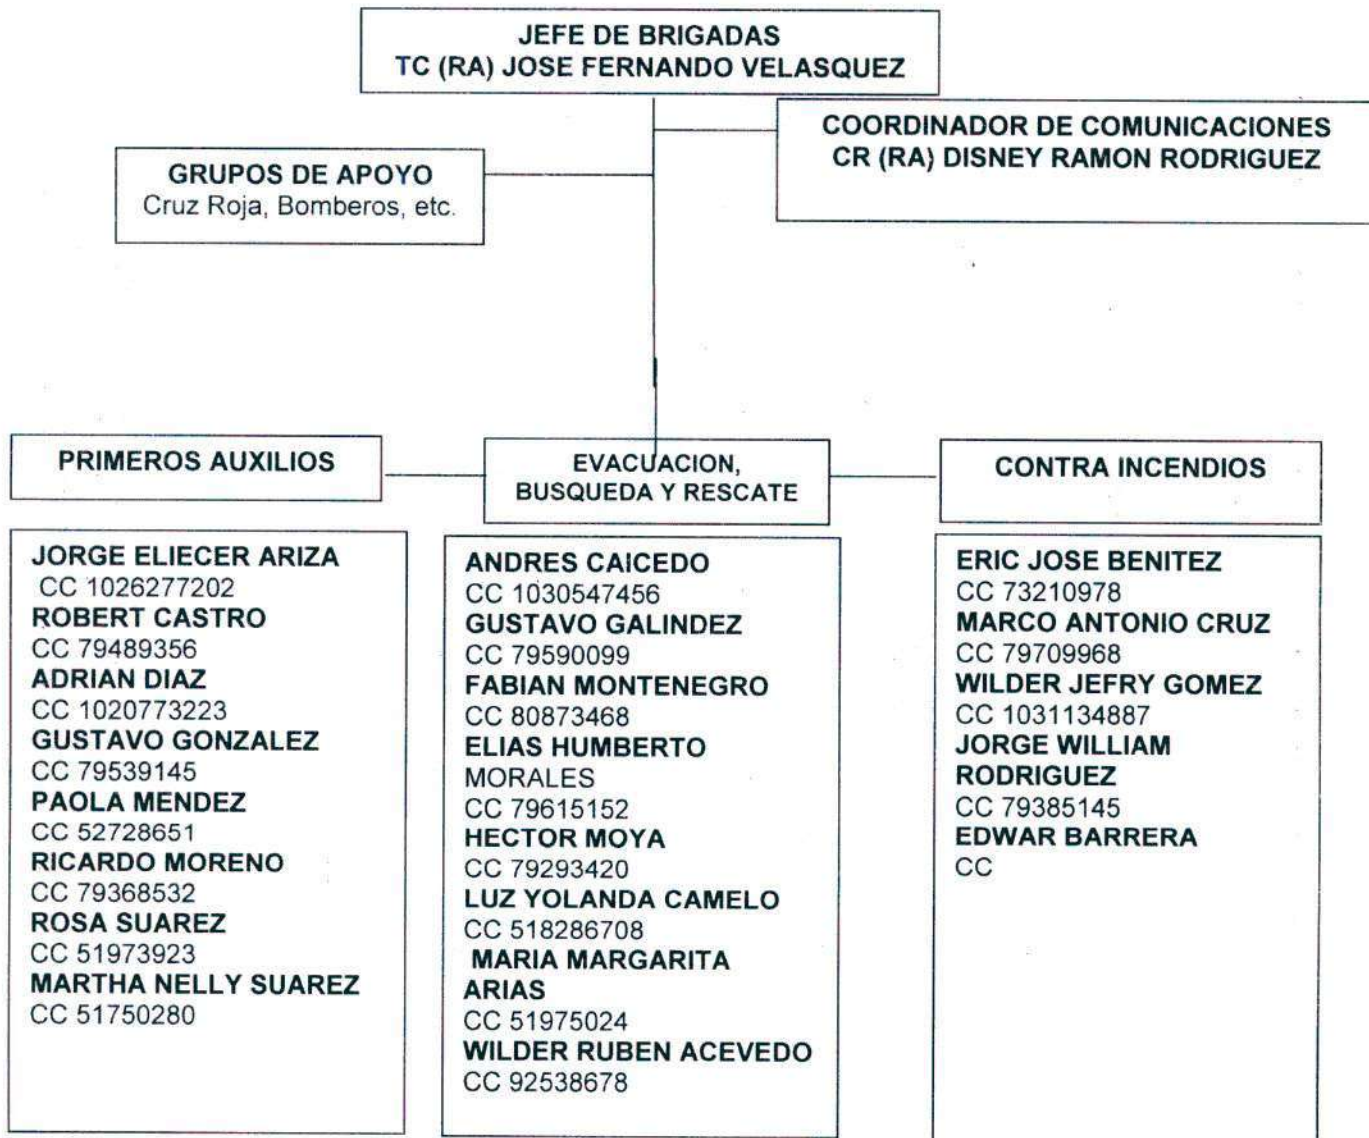 JEFE DE BRIGADAS
TC (RA) JOSE FERNANDO VELASQUEZ
COORDINADOR DE COMUNICACIONES
CR (RA) DISNEY RAMON RODRIGUEZ
GRUPOS DE APOYO
Cruz Roja, Bomberos, etc.
PRIMEROS AUXILIOS
JORGE ELIECER ARIZA
CC 1026277202
ROBERT CASTRO
CC 79489356
ADRIAN DIAZ
CC 1020773223
GUSTAVO GONZALEZ
CC 79539145
PAOLA MENDEZ
CC 52728651
RICARDO MORENO
CC 79368532
ROSA SUAREZ
CC 51973923
MARTHA NELLY SUAREZ
CC 51750280
EVACUACION,
BUSQUEDA Y RESCATE
ANDRES CAICEDO
CC 1030547456
GUSTAVO GALINDEZ
CC 79590099
FABIAN MONTENEGRO
CC 80873468
ELIAS HUMBERTO
MORALES
CC 79615152
HECTOR MOYA
CC 79293420
LUZ YOLANDA CAMELO
CC 518286708
MARIA MARGARITA
ARIAS
CC 51975024
WILDER RUBEN ACEVEDO
CC 92538678
CONTRA INCENDIOS
ERIC JOSE BENITEZ
CC 73210978
MARCO ANTONIO CRUZ
CC 79709968
WILDER JEFRY GOMEZ
CC 1031134887
JORGE WILLIAM
RODRIGUEZ
CC 79385145
EDWAR BARRERA
CC